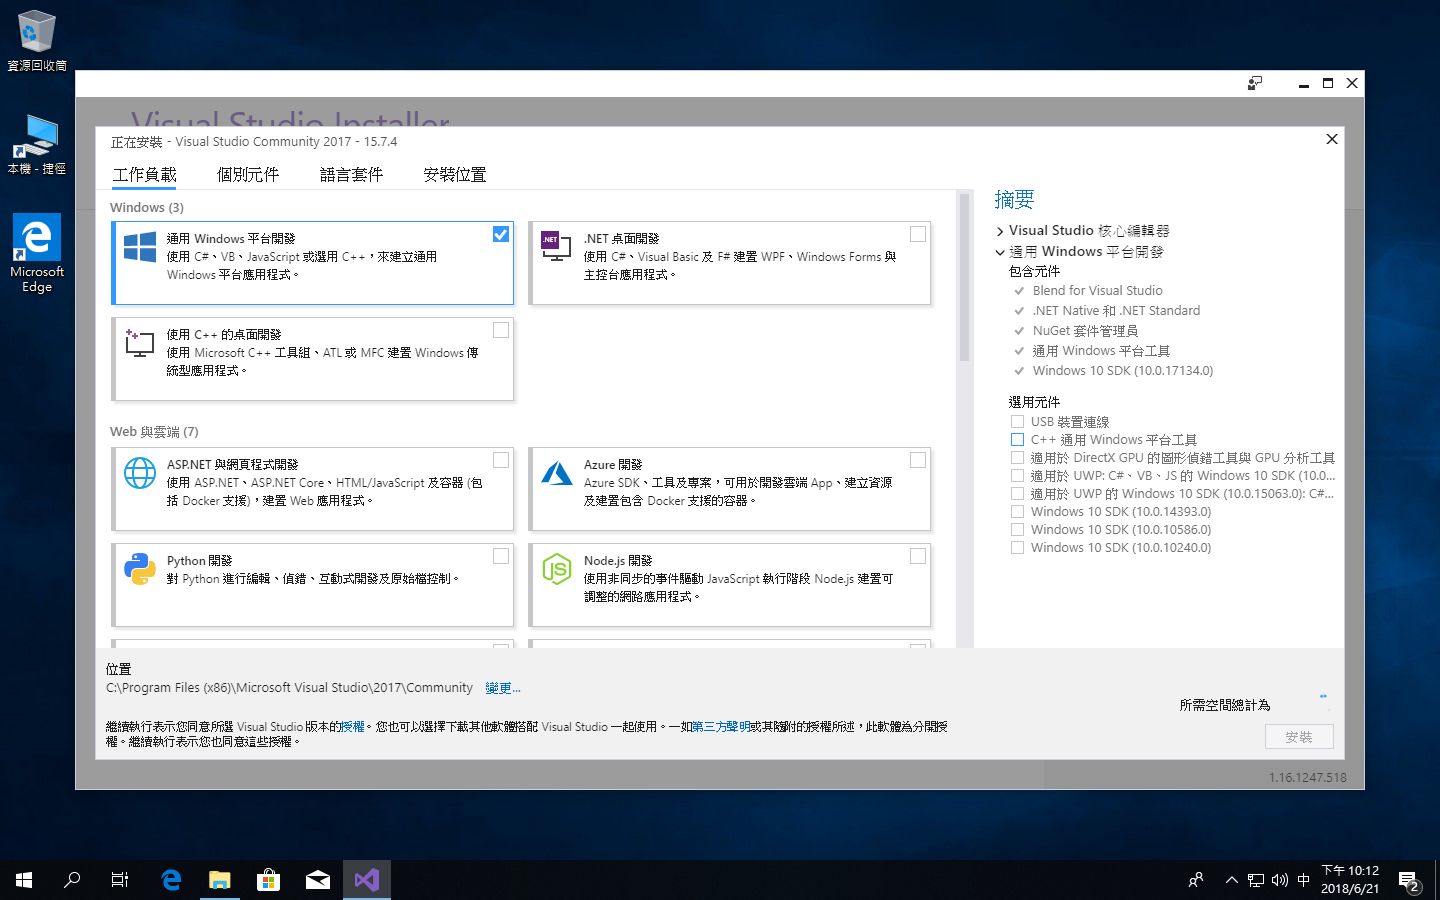 資源回收筒
本機 - 捷徑
Microsoft
Edge
Visual Studio Installer
正在安裝 - Visual Studio Community 2017 - 15.7.4
工作負載
個別元件
語言套件
安裝位置
Windows (3)
通用 Windows 平台開發
使用 C#、VB、JavaScript 或選用 C++，來建立通用
Windows 平台應用程式。
.NET
.NET 桌面開發
使用 C#、Visual Basic 及 F# 建置 WPF、Windows Forms 與
主控台應用程式。
使用 C++ 的桌面開發
使用 Microsoft C++ 工具組、ATL 或 MFC 建置 Windows 傳
統型應用程式。
Web 與雲端 (7)
ASP.NET 與網頁程式開發
使用 ASP.NET、ASP.NET Core、HTML/JavaScript 及容器 (包
括 Docker 支援)，建置 Web 應用程式。
Azure 開發
Azure SDK、工具及專案，可用於開發雲端 App、建立資源
及建置包含 Docker 支援的容器。
Python 開發
對 Python 進行編輯、偵錯、互動式開發及原始檔控制。
JS
Node.js 開發
使用非同步的事件驅動 JavaScript 執行階段 Node.js 建置可
調整的網路應用程式。
摘要
Visual Studio 核心編輯器
通用 Windows 平台開發
包含元件
Blend for Visual Studio
.NET Native 和 .NET Standard
NuGet 套件管理員
通用 Windows 平台工具
Windows 10 SDK (10.0.17134.0)
選用元件
USB 裝置連線
C++ 通用 Windows 平台工具
適用於 DirectX GPU 的圖形偵錯工具與 GPU 分析工具
適用於 UWP: C#、VB、JS 的 Windows 10 SDK (10.0...
適用於 UWP 的 Windows 10 SDK (10.0.15063.0): C#...
Windows 10 SDK (10.0.14393.0)
Windows 10 SDK (10.0.10586.0)
Windows 10 SDK (10.0.10240.0)
位置
C:\Program Files (x86)\Microsoft Visual Studio\2017\Community 變更...
繼續執行表示您同意所選 Visual Studio 版本的授權。您也可以選擇下載其他軟體搭配 Visual Studio 一起使用。一如第三方聲明或其隨附的授權所述，此軟體為分開授
權。繼續執行表示您也同意這些授權。
所需空間總計為
安裝
1.16.1247.518
中
下午 10:12
2018/6/21
2